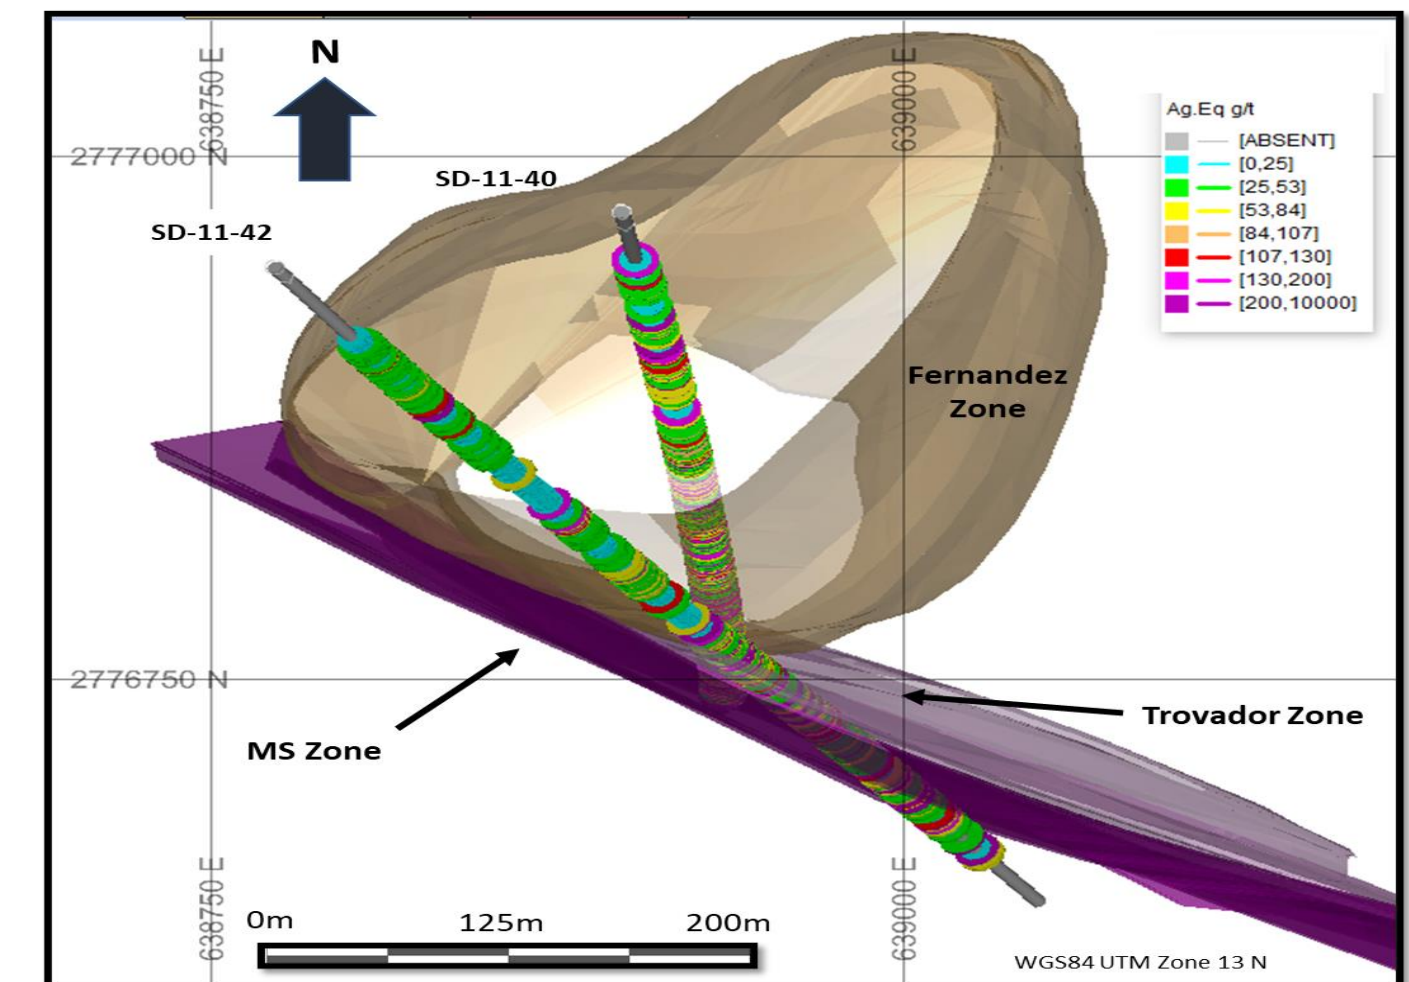 N
638750 E
639000 E
2777000 N
SD-11-40
SD-11-42
Ag.Eq g/t
[ABSENT]
[0,25]
[25,53]
[53,84]
[84,107]
[107,130]
[130,200]
[200,10000]
Fernandez
Zone
2776750 N
MS Zone
Trovador Zone
638750 E
639000 E
0m
125m
200m
WGS84 UTM Zone 13 N